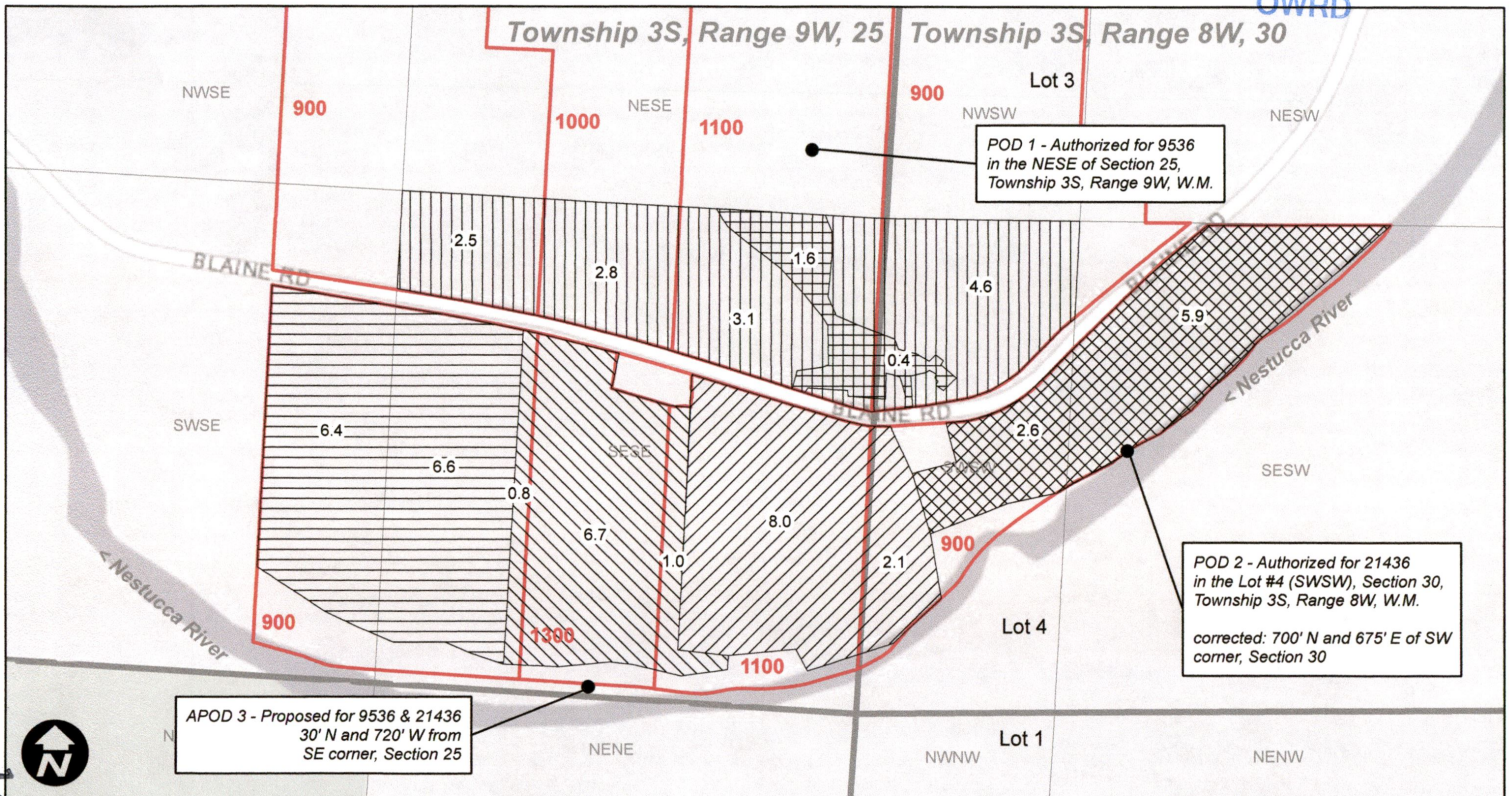 OWRD
Township 3S, Range 9W, 25
Township 3S, Range 8W, 30
NWSE
900
1000
NESE
1100
900
NWSW
Lot 3
NESW
POD 1 - Authorized for 9536
in the NESE of Section 25,
Township 3S, Range 9W, W.M.
2.5
2.8
3.1
1.6
4.6
0.4
5.9
BLAINE RD
BLAINE RD
BLAINE RD
< Nestucca River
SWSE
6.4
6.6
0.8
SESE
6.7
1.0
8.0
2.1
2.6
SWSW
SESW
900
< Nestucca River
900
1300
1100
Lot 4
POD 2 - Authorized for 21436
in the Lot #4 (SWSW), Section 30,
Township 3S, Range 8W, W.M.
corrected: 700' N and 675' E of SW
corner, Section 30
APOD 3 - Proposed for 9536 & 21436
30' N and 720' W from
SE corner, Section 25
N
NENE
NWNW
Lot 1
NENW